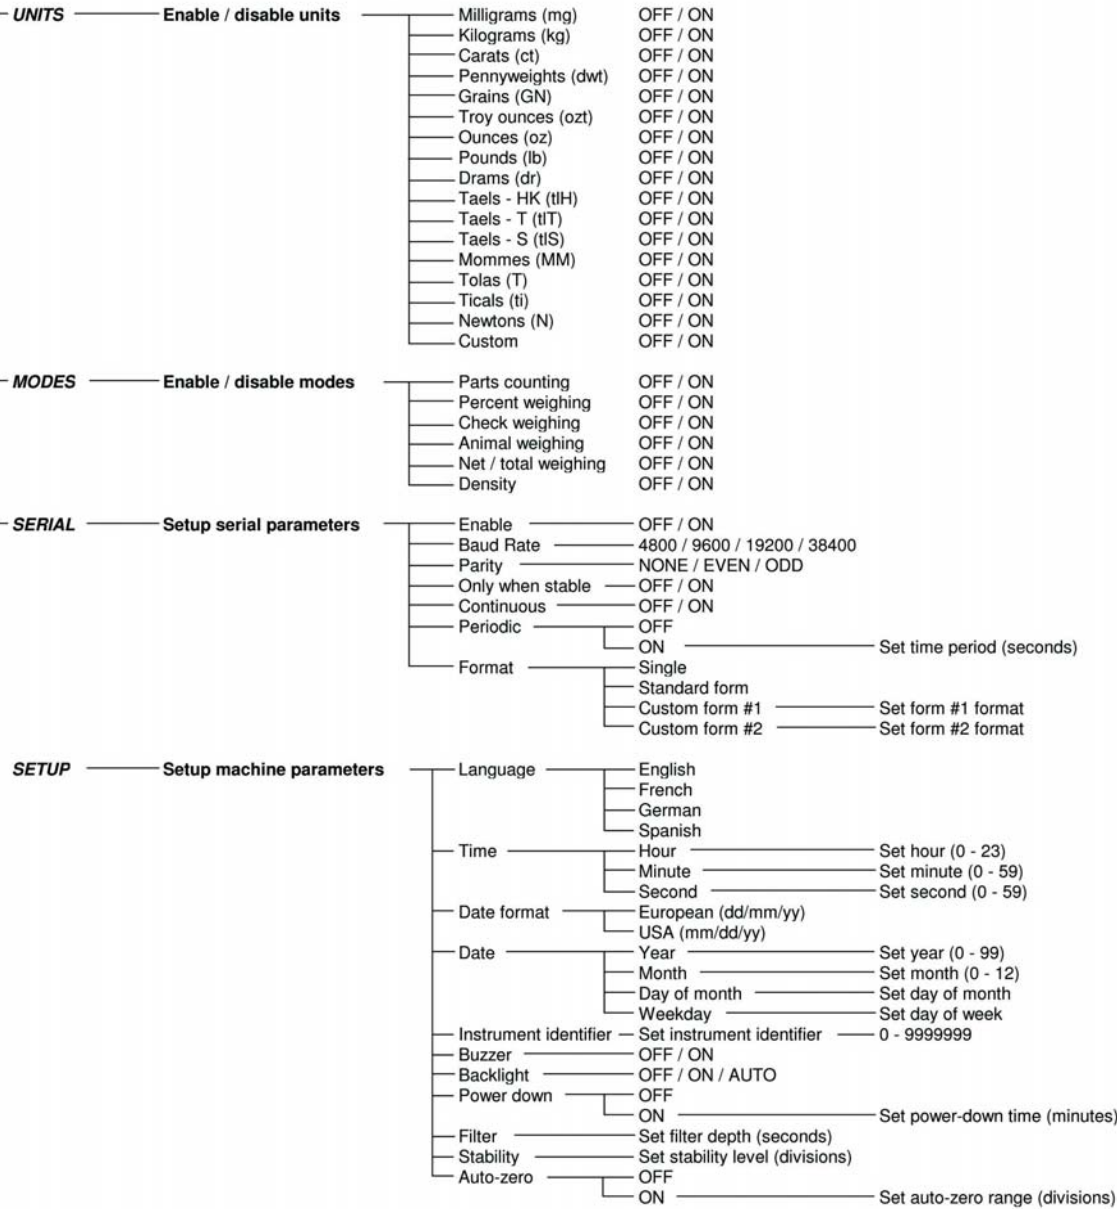 UNITS Enable / disable units Milligrams (mg) OFF / ON
Kilograms (kg) OFF / ON
Carats (ct) OFF / ON
Pennyweights (dwt) OFF / ON
Grains (GN) OFF / ON
Troy ounces (ozt) OFF / ON
Ounces (oz) OFF / ON
Pounds (lb) OFF / ON
Drams (dr) OFF / ON
Taels - HK (tlH) OFF / ON
Taels - T (tlT) OFF / ON
Taels - S (tlS) OFF / ON
Mommes (MM) OFF / ON
Tolas (T) OFF / ON
Ticals (ti) OFF / ON
Newtons (N) OFF / ON
Custom OFF / ON
MODES Enable / disable modes Parts counting OFF / ON
Percent weighing OFF / ON
Check weighing OFF / ON
Animal weighing OFF / ON
Net / total weighing OFF / ON
Density OFF / ON
SERIAL Setup serial parameters Enable OFF / ON
Baud Rate 4800 / 9600 / 19200 / 38400
Parity NONE / EVEN / ODD
Only when stable OFF / ON
Continuous OFF / ON
Periodic OFF
ON Set time period (seconds)
Format Single
Standard form
Custom form #1 Set form #1 format
Custom form #2 Set form #2 format
SETUP Setup machine parameters Language English
French
German
Spanish
Time Hour Set hour (0 - 23)
Minute Set minute (0 - 59)
Second Set second (0 - 59)
Date format European (dd/mm/yy)
USA (mm/dd/yy)
Date Year Set year (0 - 99)
Month Set month (0 - 12)
Day of month Set day of month
Weekday Set day of week
Instrument identifier Set instrument identifier 0 - 9999999
Buzzer OFF / ON
Backlight OFF / ON / AUTO
Power down OFF
ON Set power-down time (minutes)
Filter Set filter depth (seconds)
Stability Set stability level (divisions)
Auto-zero OFF
ON Set auto-zero range (divisions)